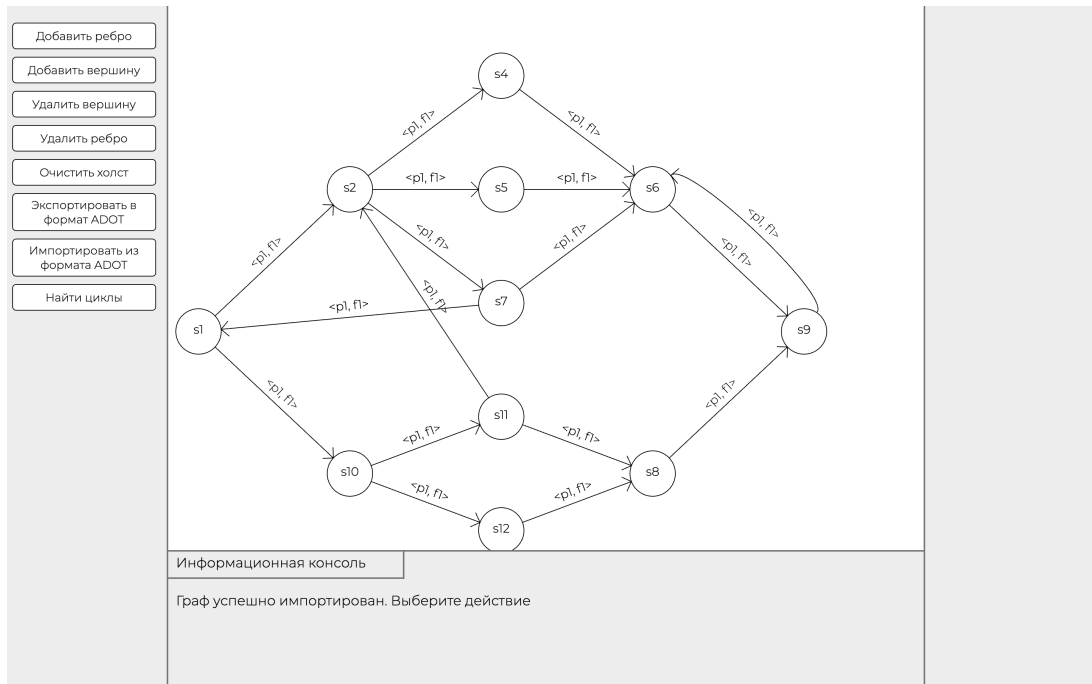 Добавить ребро
Добавить вершину
Удалить вершину
Удалить ребро
Очистить холст
Экспортировать в
формат ADOT
Импортировать из
формата ADOT
Найти циклы
s4
<p1, f1>
<p1, f1>
s2
<p1, f1>
s5
<p1, f1>
s6
<p1, f1>
<p1, f1>
<p1, f1>
<p1, f1>
<p1, f1>
<p1, f1>
s7
<p1, f1>
s1
s9
<p1, f1>
<p1, f1>
s11
<p1, f1>
<p1, f1>
s10
s8
<p1, f1>
<p1, f1>
s12
Информационная консоль
Граф успешно импортирован. Выберите действие